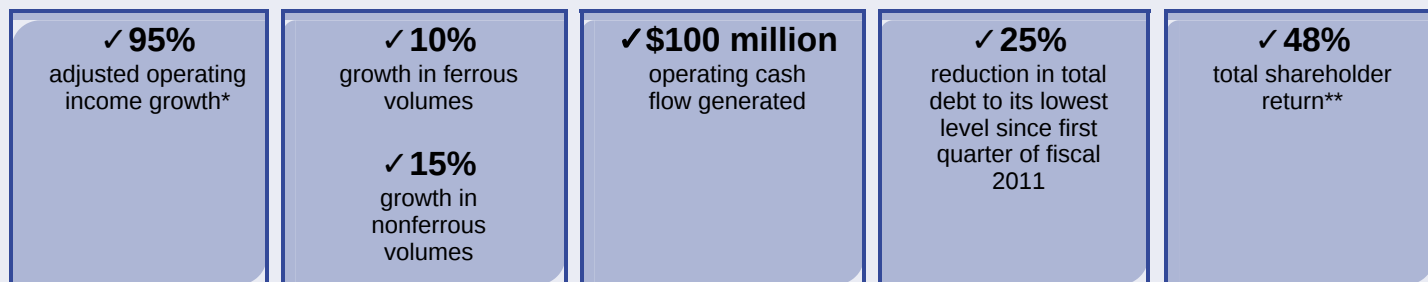 ✓95%
adjusted operating
income growth*
✓10%
growth in ferrous
volumes
✓15%
growth in
nonferrous
volumes
✓$100 million
operating cash
flow generated
✓25%
reduction in total
debt to its lowest
level since first
quarter of fiscal
2011
✓48%
total shareholder
return**